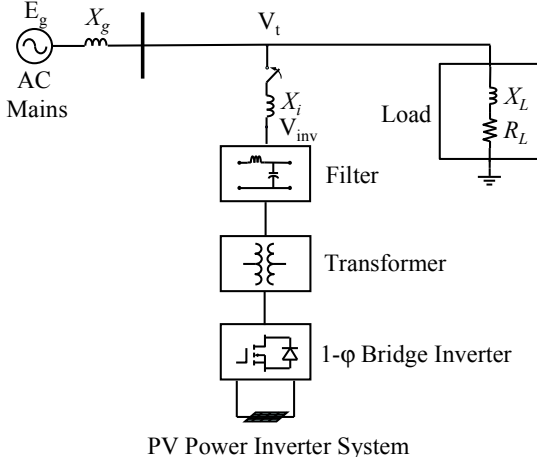 E_g
X_g
V_t
AC
Mains
X_i
V_inv
Load
X_L
R_L
Filter
Transformer
1-φ Bridge Inverter
PV Power Inverter System